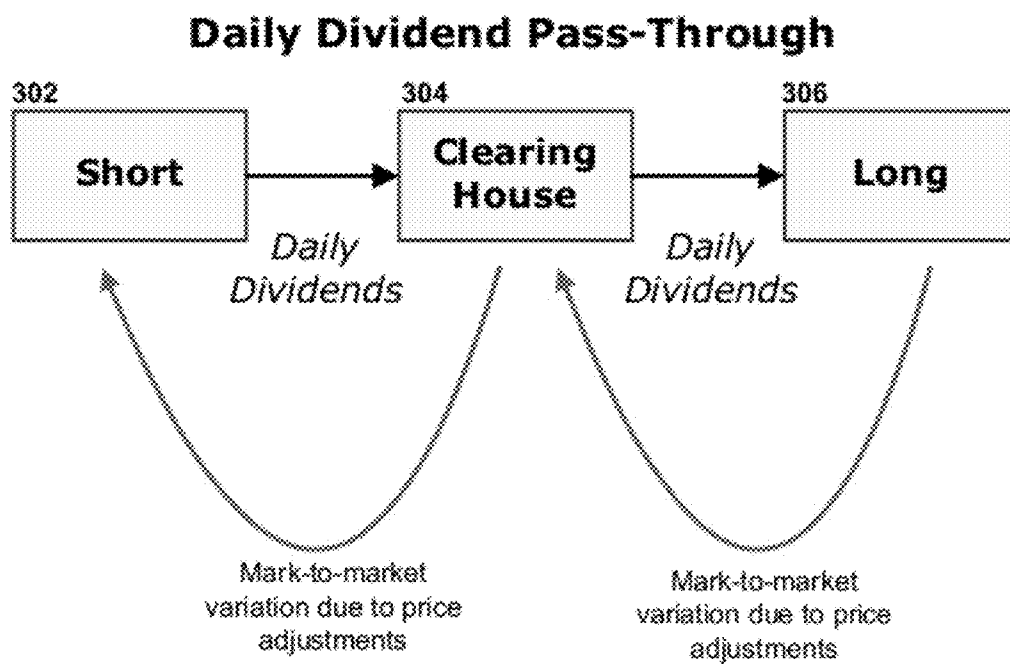 Daily Dividend Pass-Through
302
Short
304
Clearing
House
306
Long
Daily
Dividends
Daily
Dividends
Mark-to-market
variation due to price
adjustments
Mark-to-market
variation due to price
adjustments